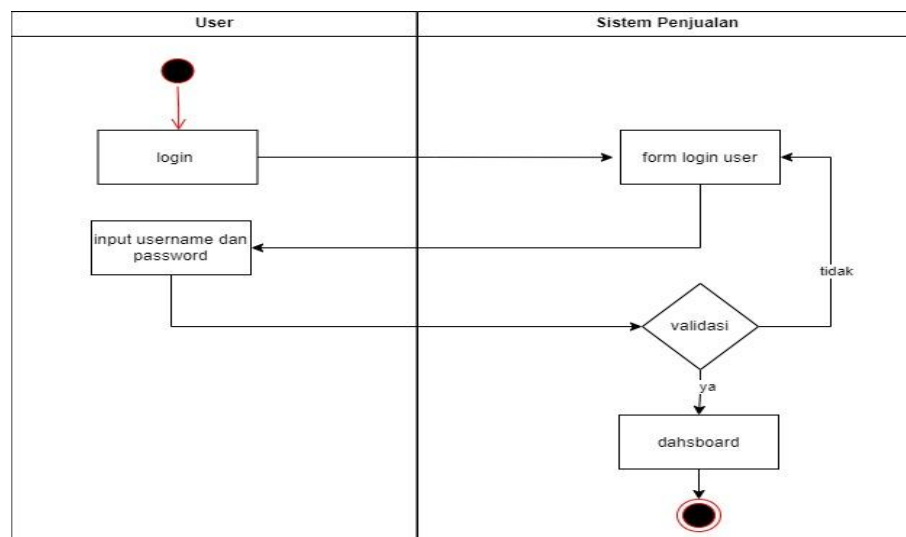 User
Sistem Penjualan
login
form login user
input username dan
password
tidak
validasi
ya
dahsboard